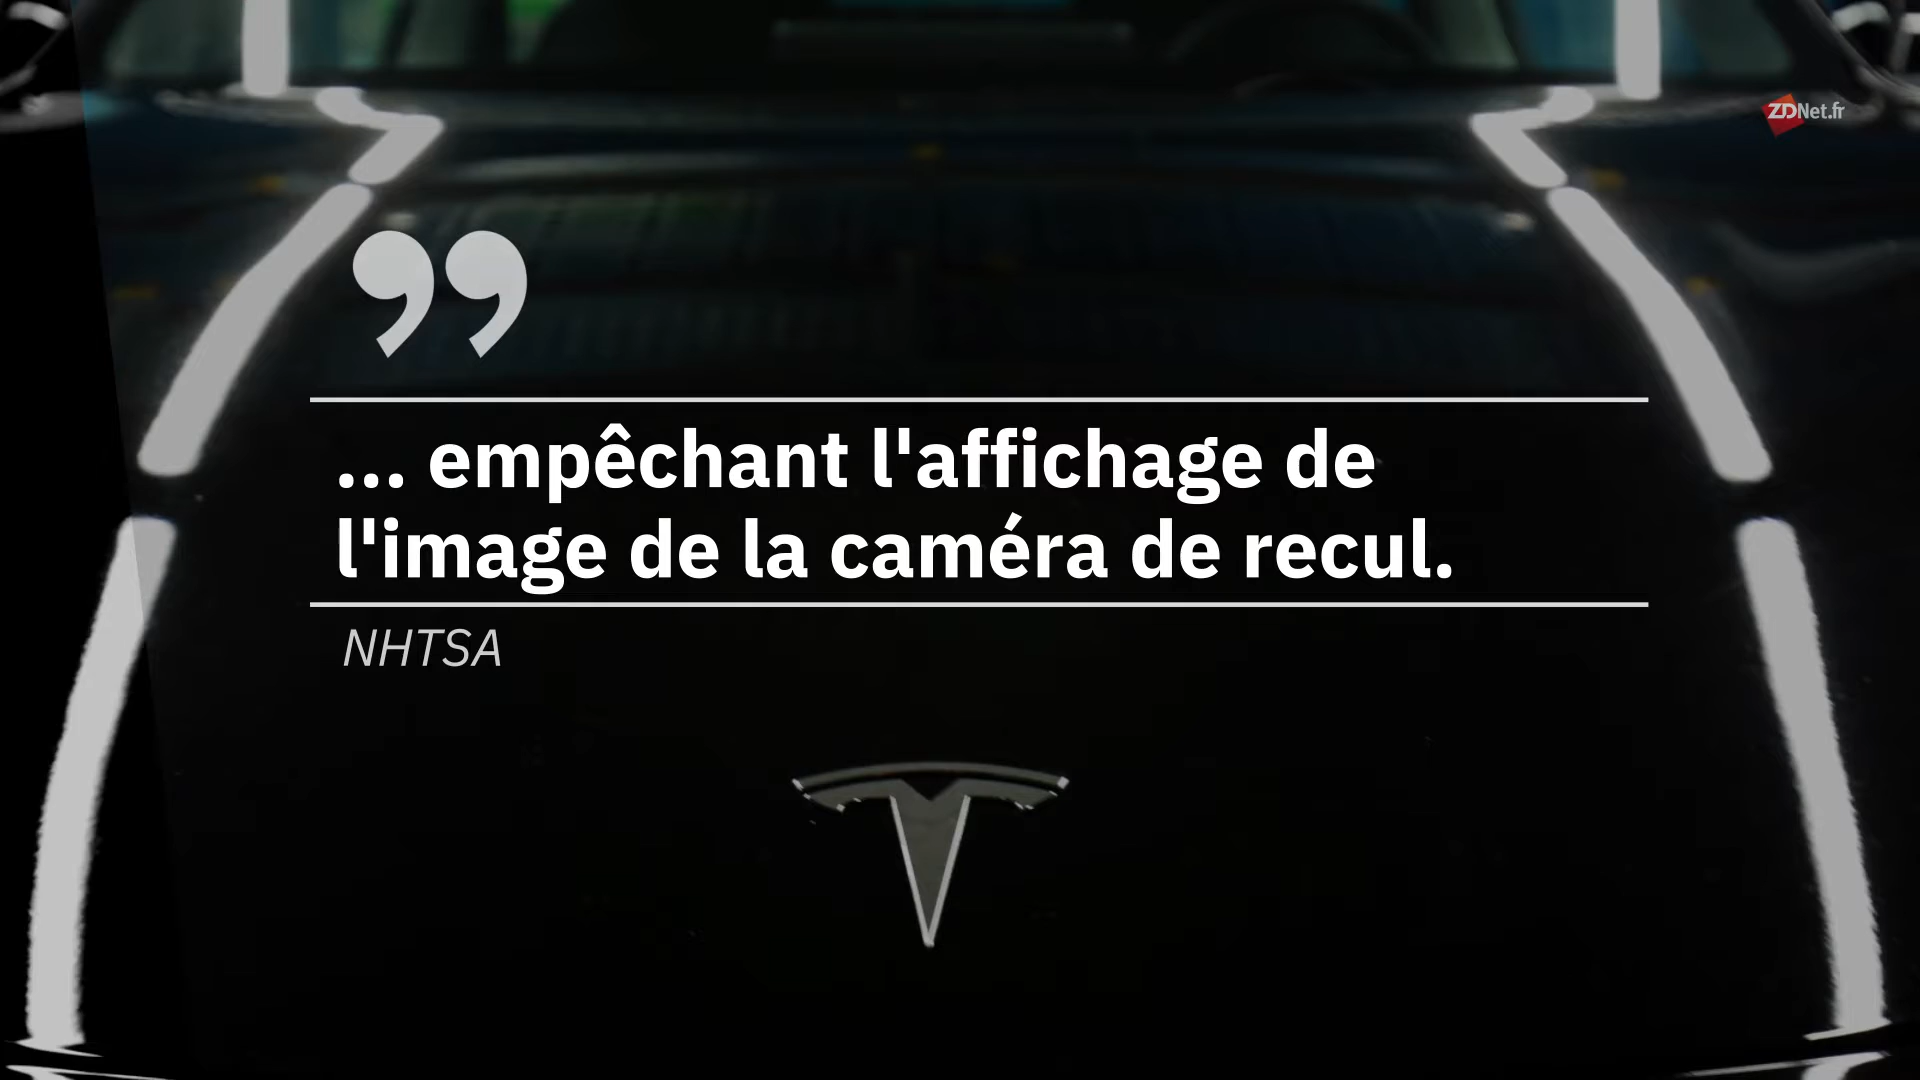 ZDNet.fr
... empêchant l'affichage de
l'image de la caméra de recul.
NHTSA